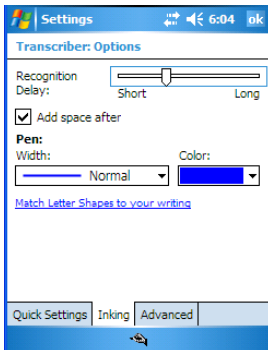 Settings 6:04 ok
Transcriber: Options
Recognition
Delay:
Short Long
Add space after
Pen:
Width: Color:
Normal
Match Letter Shapes to your writing
Quick Settings Inking Advanced